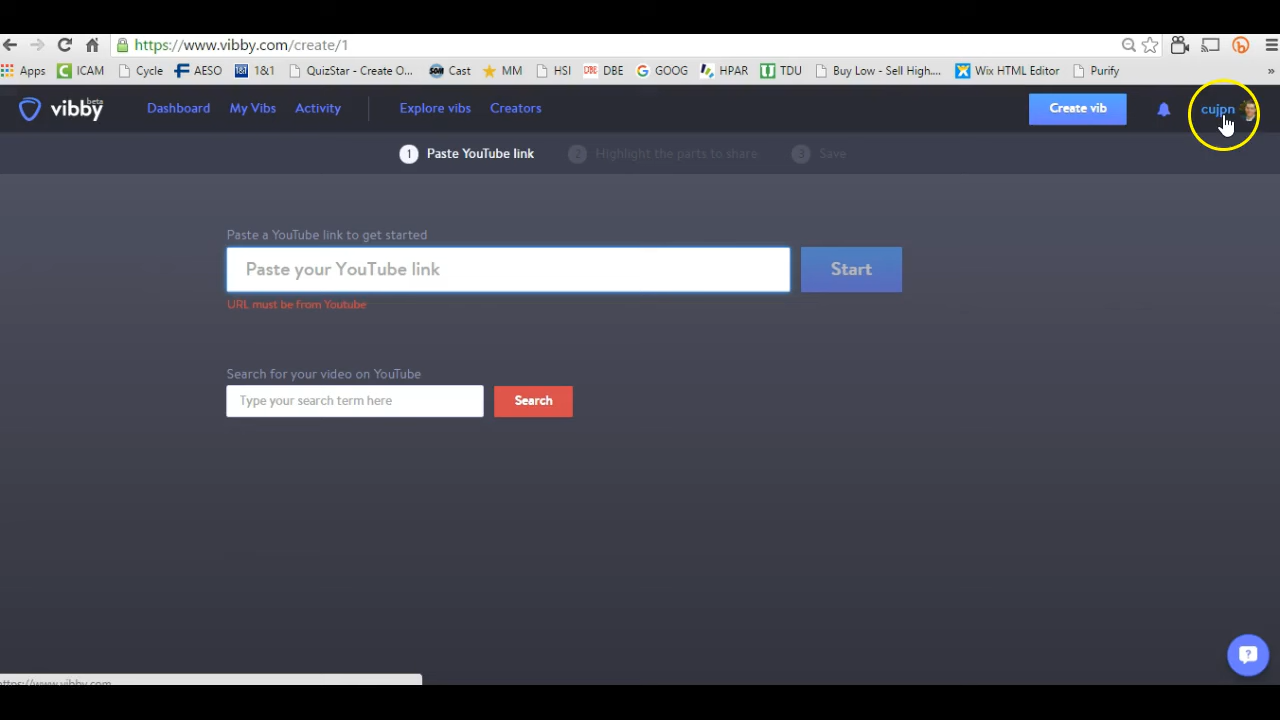 https://www.vibby.com/create/1
Apps ICAM Cycle AESO 1&1 QuizStar - Create O... Cast MM HSI DBE GOOG HPAR TDU Buy Low - Sell High.... Wix HTML Editor Purify »
vibby beta Dashboard My Vibs Activity Explore vibs Creators Create vib cujpn
1 Paste YouTube link 2 Highlight the parts to share 3 Save
Paste a YouTube link to get started
Paste your YouTube link Start
URL must be from Youtube
Search for your video on YouTube
Type your search term here Search
https://www.vibby.com